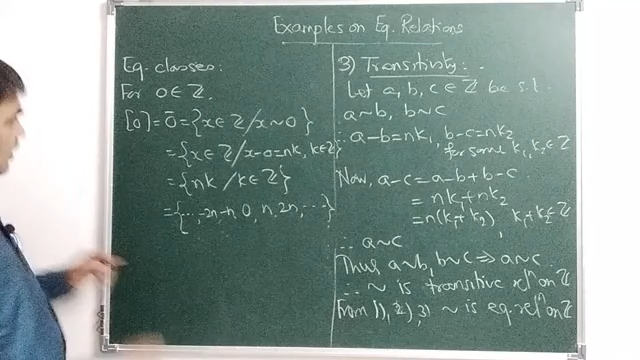 Examples on Eq. Relations
Eq. classes:
For 0 ∈ ℤ,
[0] = 0̄ = {x ∈ ℤ / x ~ 0}
= {x ∈ ℤ / x-0 = nk, k ∈ ℤ}
= {nk / k ∈ ℤ}
= {..., -2n, -n, 0, n, 2n, ...}
3) Transitivity:
Let a, b, c ∈ ℤ be s.t.
a ~ b, b ~ c
∴ a-b = nk₁, b-c = nk₂
for some k₁, k₂ ∈ ℤ
Now, a-c = a-b+b-c
= nk₁+nk₂
= n(k₁+k₂), k₁+k₂ ∈ ℤ
∴ a ~ c
Thus a ~ b, b ~ c ⇒ a ~ c
∴ ~ is transitive relⁿ on ℤ
From 1), 2), 3) ~ is eq. relⁿ on ℤ